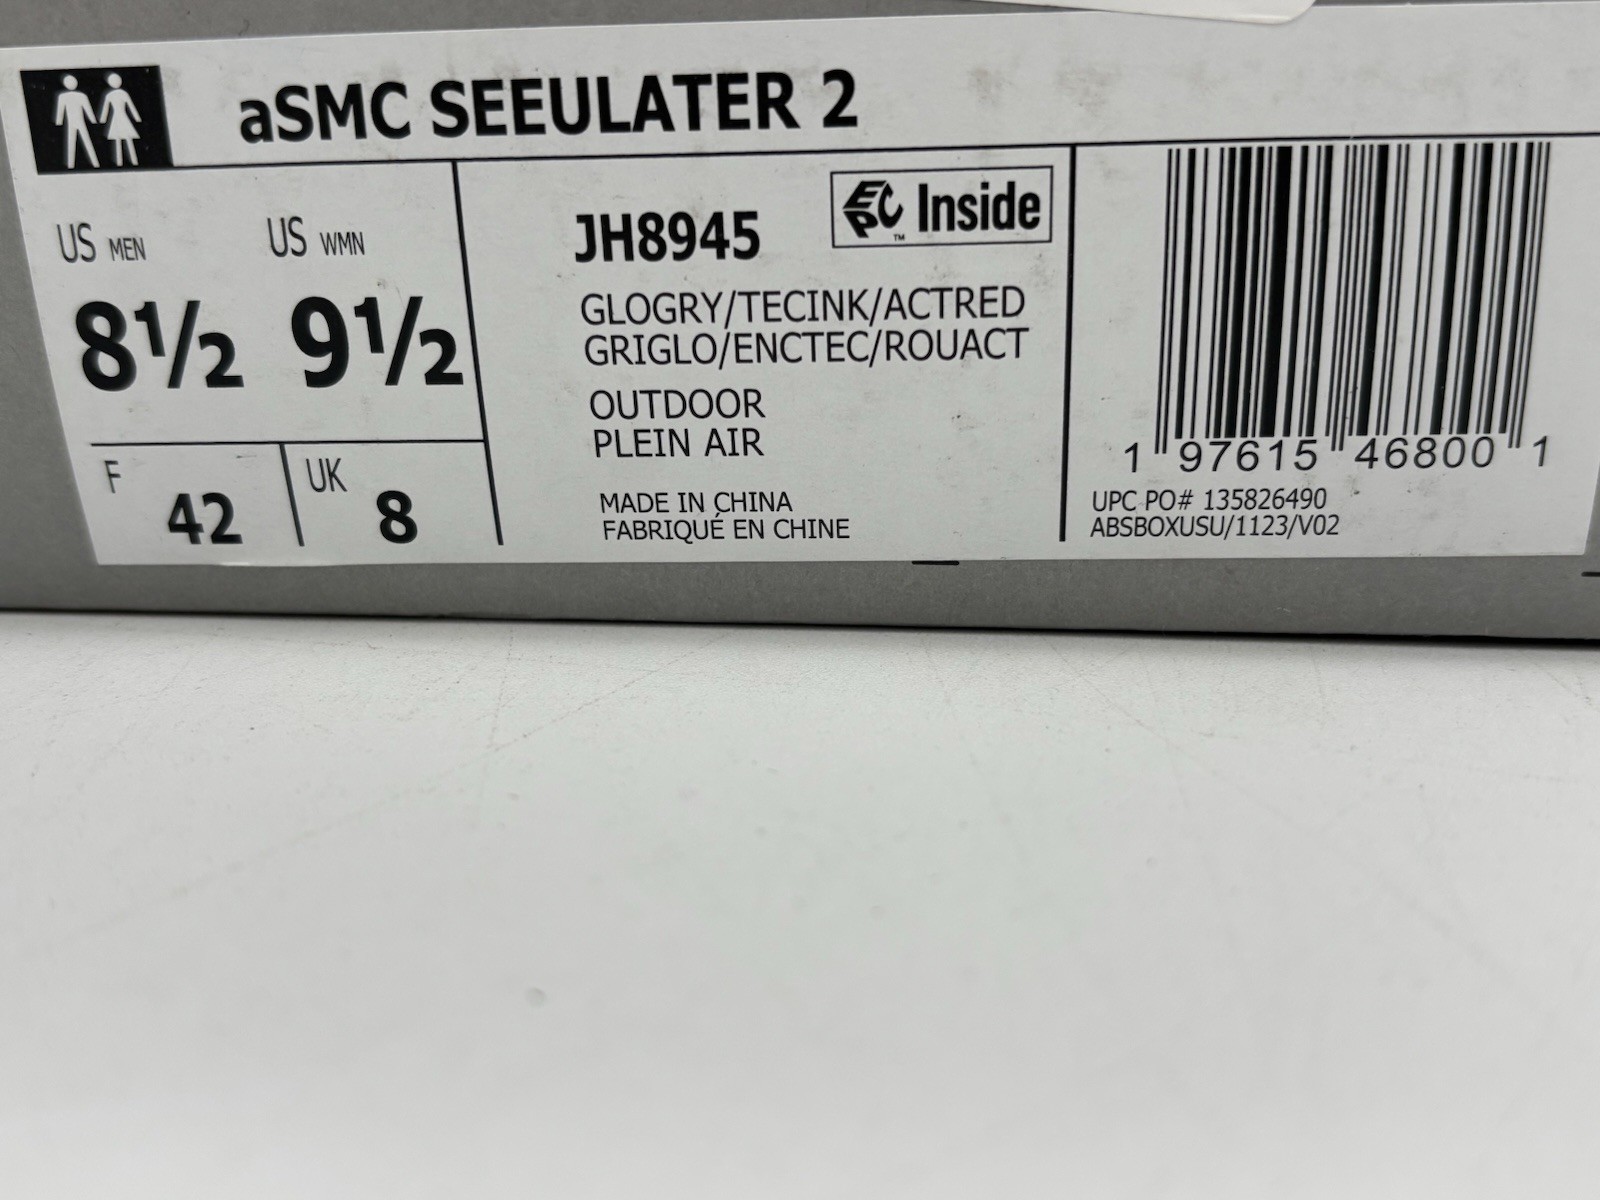 aSMC SEEULATER 2
US MEN
US WMN
8½
9½
F
42
UK
8
JH8945
EPC Inside
™
GLOGRY/TECINK/ACTRED
GRIGLO/ENCTEC/ROUACT
OUTDOOR
PLEIN AIR
MADE IN CHINA
FABRIQUÉ EN CHINE
1 97615 46800 1
UPC PO# 135826490
ABSBOXUSU/1123/V02